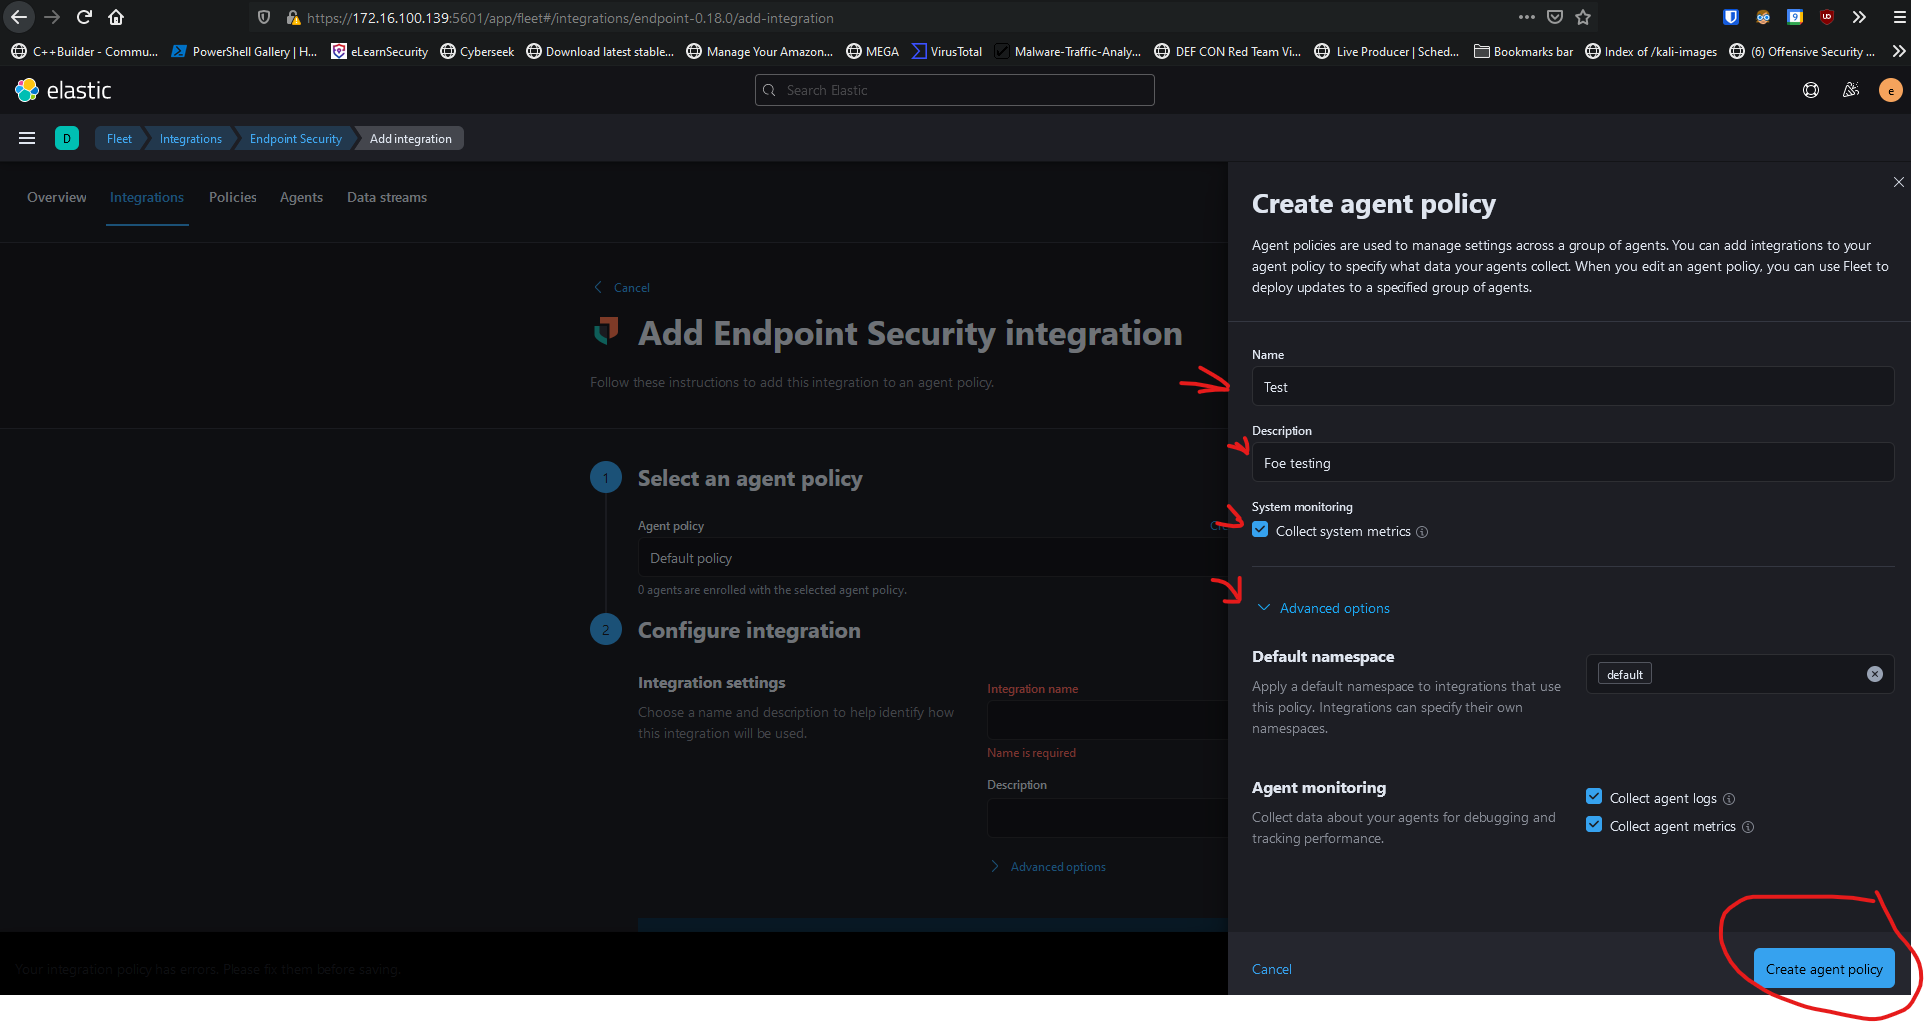 https://172.16.100.139:5601/app/fleet#/integrations/endpoint-0.18.0/add-integration
9
UD
C++Builder - Commu...
PowerShell Gallery | H...
eLearnSecurity
Cyberseek
Download latest stable...
Manage Your Amazon...
MEGA
VirusTotal
Malware-Traffic-Analy...
DEF CON Red Team Vi...
Live Producer | Sched...
Bookmarks bar
Index of /kali-images
(6) Offensive Security ...
elastic
Search Elastic
e
D
Fleet
Integrations
Endpoint Security
Add integration
Overview
Integrations
Policies
Agents
Data streams
Cancel
Add Endpoint Security integration
Follow these instructions to add this integration to an agent policy.
1
Select an agent policy
Agent policy
Default policy
0 agents are enrolled with the selected agent policy.
2
Configure integration
Integration settings
Choose a name and description to help identify how
this integration will be used.
Integration name
Name is required
Description
Advanced options
Your integration policy has errors. Please fix them before saving.
Create agent policy
Agent policies are used to manage settings across a group of agents. You can add integrations to your
agent policy to specify what data your agents collect. When you edit an agent policy, you can use Fleet to
deploy updates to a specified group of agents.
Name
Test
Description
Foe testing
System monitoring
Collect system metrics
Advanced options
Default namespace
Apply a default namespace to integrations that use
this policy. Integrations can specify their own
namespaces.
default
Agent monitoring
Collect data about your agents for debugging and
tracking performance.
Collect agent logs
Collect agent metrics
Cancel
Create agent policy